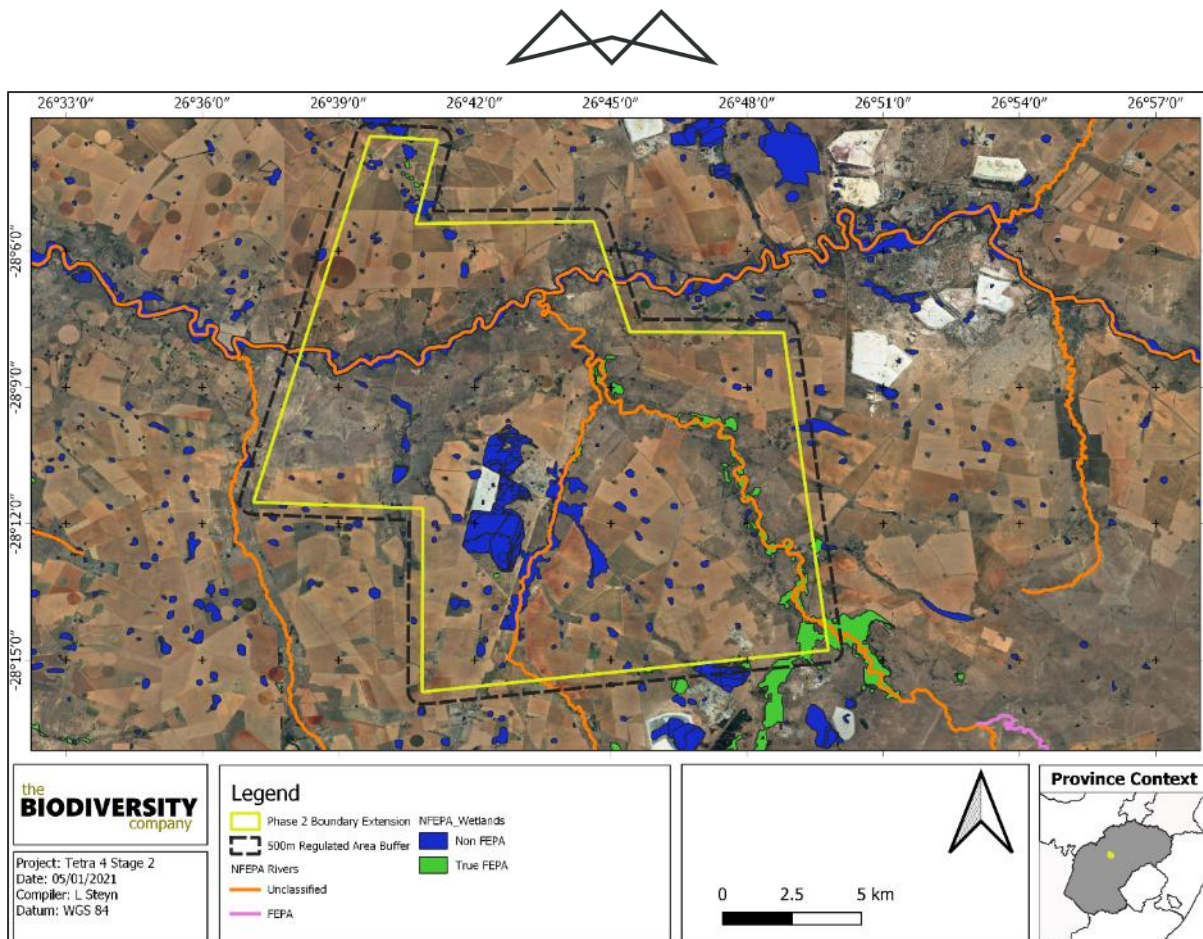 26°33′0″ 26°36′0″ 26°39′0″ 26°42′0″ 26°45′0″ 26°48′0″ 26°51′0″ 26°54′0″ 26°57′0″
-28°6′0″
-28°9′0″
-28°12′0″
-28°15′0″
the
BIODIVERSITY
company
Project: Tetra 4 Stage 2
Date: 05/01/2021
Compiler: L Steyn
Datum: WGS 84
Legend
Phase 2 Boundary Extension
500m Regulated Area Buffer
NFEPA Rivers
Unclassified
FEPA
NFEPA_Wetlands
Non FEPA
True FEPA
0 2.5 5 km
Province Context